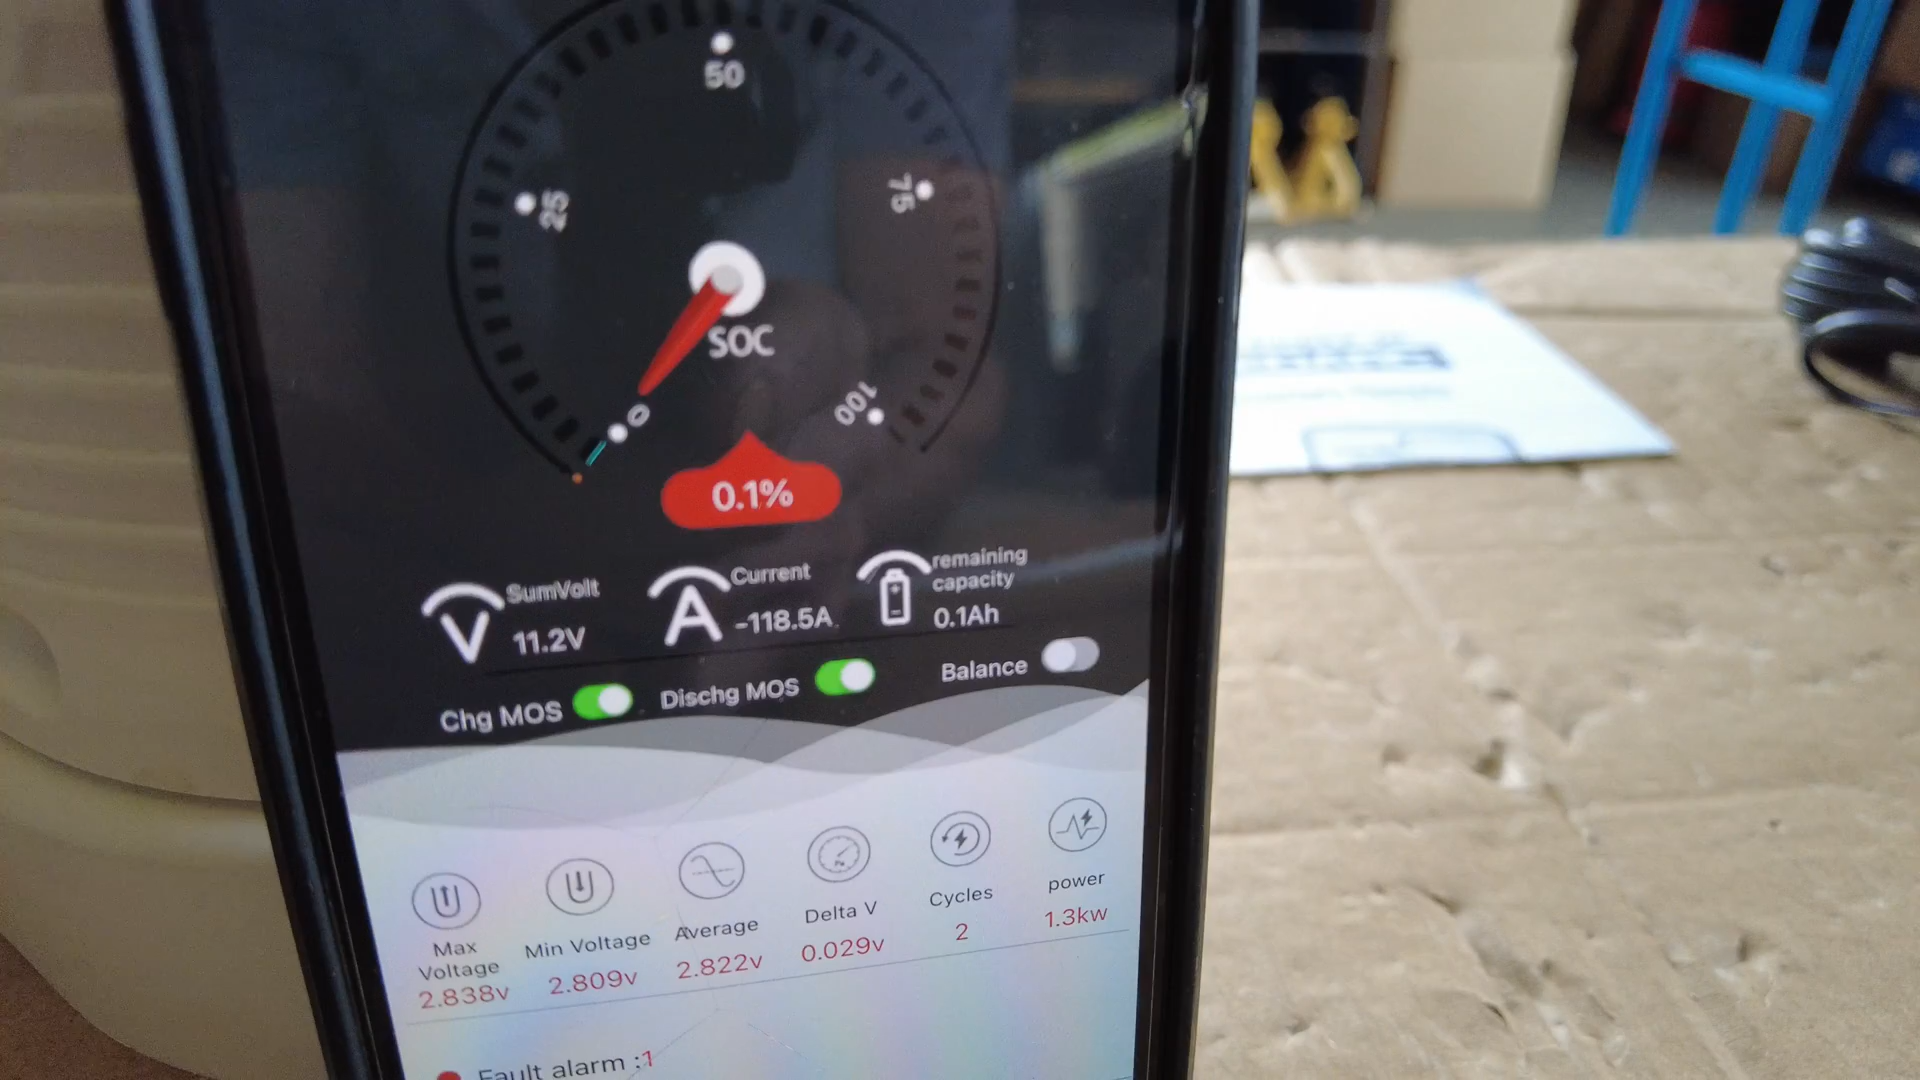 50
25
75
SOC
0
100
0.1%
SumVolt
11.2V
Current
-118.5A
remaining
capacity
0.1Ah
Chg MOS
Dischg MOS
Balance
Max
Voltage
2.838v
Min Voltage
2.809v
Average
2.822v
Delta V
0.029v
Cycles
2
power
1.3kw
Fault alarm :1